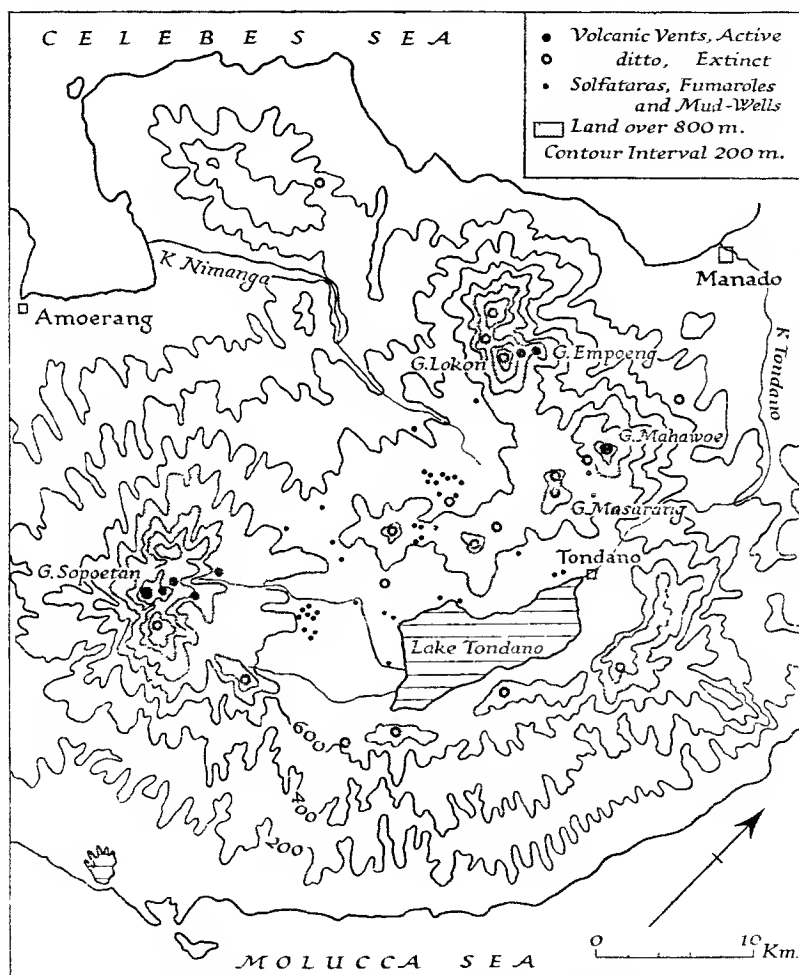 CELEBES SEA
Volcanic Vents, Active
ditto, Extinct
Solfataras, Fumaroles
and Mud-Wells
Land over 800 m.
Contour Interval 200 m.
K Nimanga
Manado
Amoerang
K Tondano
G. Lokon
G. Empoeng
G. Mahawoe
G. Masarang
G. Sopoetan
Tondano
Lake Tondano
600
400
200
0 10 Km.
MOLUCCA SEA